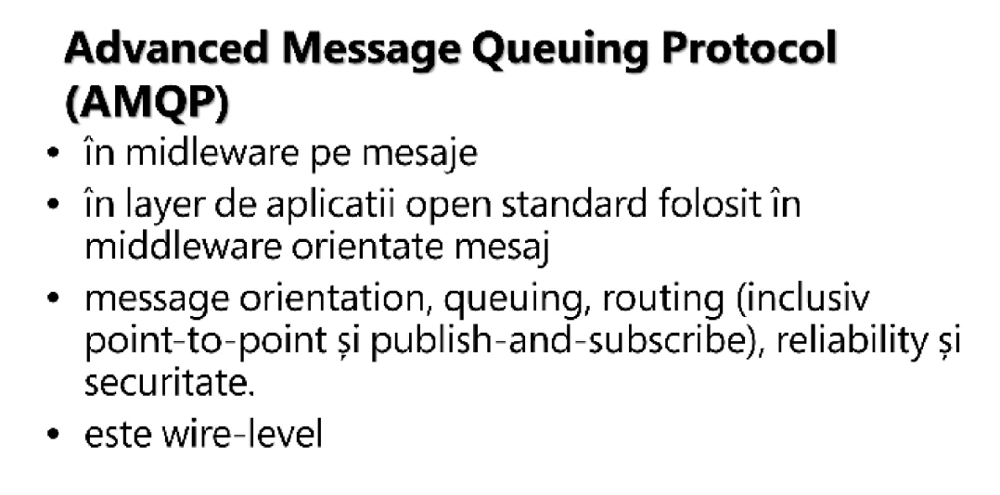 Advanced Message Queuing Protocol
(AMQP)
• în midleware pe mesaje
• în layer de aplicatii open standard folosit în
middleware orientate mesaj
• message orientation, queuing, routing (inclusiv
point-to-point și publish-and-subscribe), reliability și
securitate.
• este wire-level